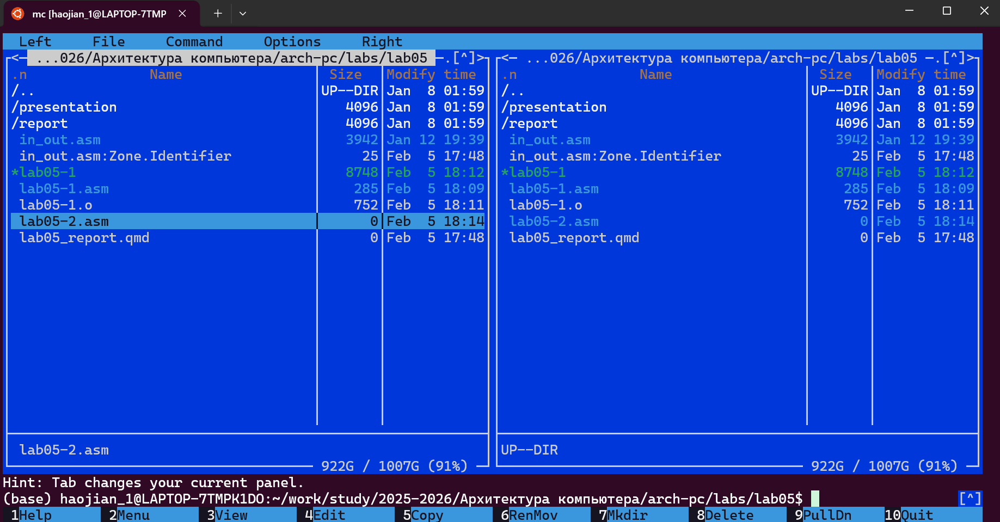 mc [haojian_1@LAPTOP-7TMP
Left File Command Options Right
<— ...026/Архитектура компьютера/arch-pc/labs/lab05 —.[^]> <— ...026/Архитектура компьютера/arch-pc/labs/lab05 —.[^]>
.n Name Size Modify time .n Name Size Modify time
/.. UP--DIR Jan 8 01:59 /.. UP--DIR Jan 8 01:59
/presentation 4096 Jan 8 01:59 /presentation 4096 Jan 8 01:59
/report 4096 Jan 8 01:59 /report 4096 Jan 8 01:59
in_out.asm 3942 Jan 12 19:39 in_out.asm 3942 Jan 12 19:39
in_out.asm:Zone.Identifier 25 Feb 5 17:48 in_out.asm:Zone.Identifier 25 Feb 5 17:48
*lab05-1 8748 Feb 5 18:12 *lab05-1 8748 Feb 5 18:12
lab05-1.asm 285 Feb 5 18:09 lab05-1.asm 285 Feb 5 18:09
lab05-1.o 752 Feb 5 18:11 lab05-1.o 752 Feb 5 18:11
lab05-2.asm 0 Feb 5 18:14 lab05-2.asm 0 Feb 5 18:14
lab05_report.qmd 0 Feb 5 17:48 lab05_report.qmd 0 Feb 5 17:48
lab05-2.asm UP--DIR
922G / 1007G (91%) 922G / 1007G (91%)
Hint: Tab changes your current panel.
(base) haojian_1@LAPTOP-7TMPK1DO:~/work/study/2025-2026/Архитектура компьютера/arch-pc/labs/lab05$ [^]
1Help 2Menu 3View 4Edit 5Copy 6RenMov 7Mkdir 8Delete 9PullDn 10Quit